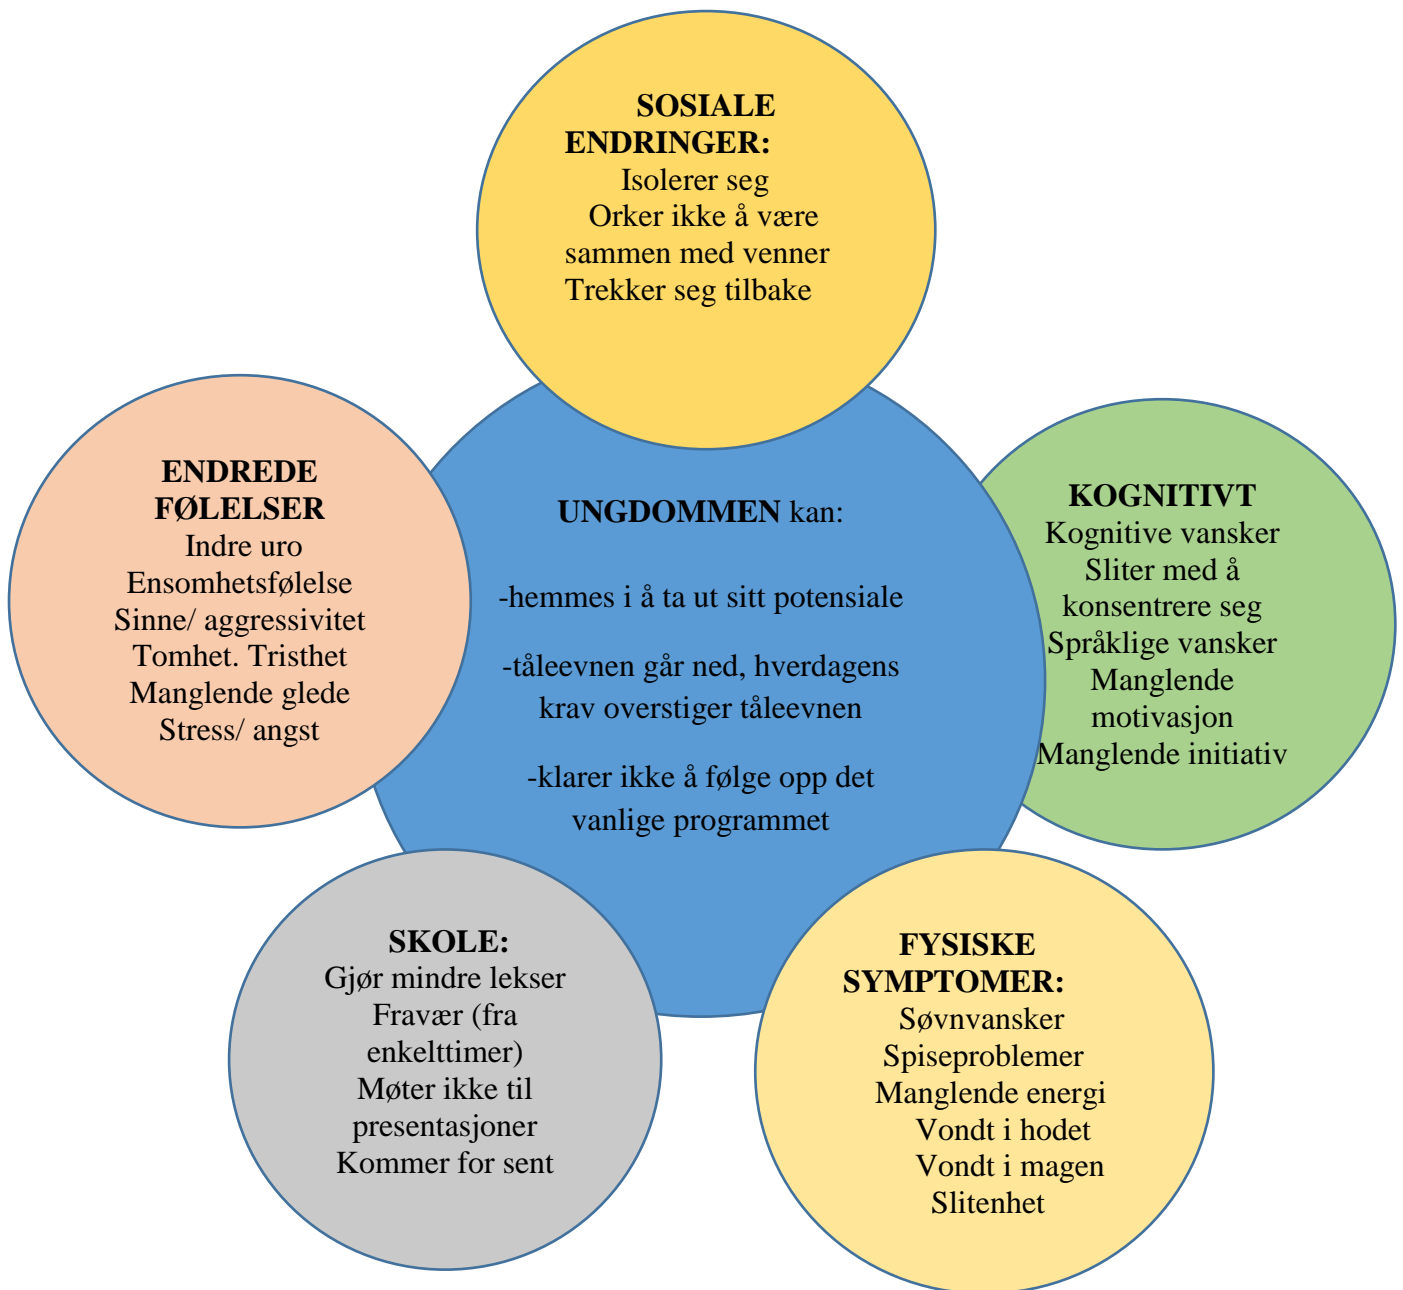 SOSIALE
ENDRINGER:
Isolerer seg
Orker ikke å være
sammen med venner
Trekker seg tilbake
ENDREDE
FØLELSER
Indre uro
Ensomhetsfølelse
Sinne/ aggressivitet
Tomhet. Tristhet
Manglende glede
Stress/ angst
UNGDOMMEN kan:
-hemmes i å ta ut sitt potensiale
-tåleevnen går ned, hverdagens
krav overstiger tåleevnen
-klarer ikke å følge opp det
vanlige programmet
KOGNITIVT
Kognitive vansker
Sliter med å
konsentrere seg
Språklige vansker
Manglende
motivasjon
Manglende initiativ
SKOLE:
Gjør mindre lekser
Fravær (fra
enkelttimer)
Møter ikke til
presentasjoner
Kommer for sent
FYSISKE
SYMPTOMER:
Søvnvansker
Spiseproblemer
Manglende energi
Vondt i hodet
Vondt i magen
Slitenhet